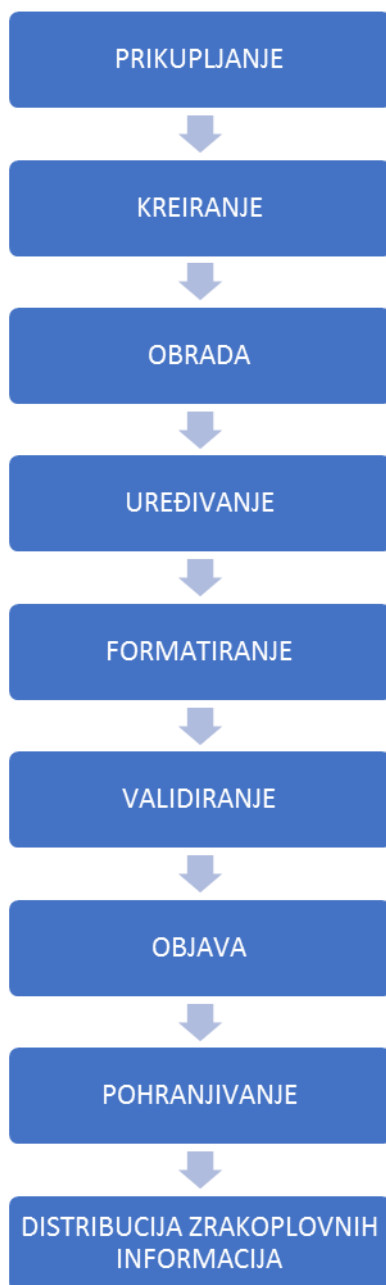 PRIKUPLJANJE
KREIRANJE
OBRADA
UREĐIVANJE
FORMATIRANJE
VALIDIRANJE
OBJAVA
POHRANJIVANJE
DISTRIBUCIJA ZRAKOPLOVNIH
INFORMACIJA